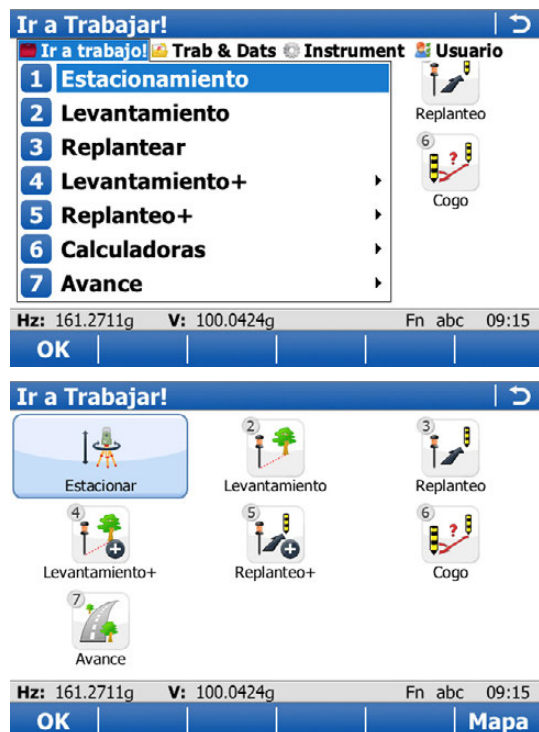 Ir a Trabajar!
Ir a trabajo! Trab & Dats Instrument Usuario
1 Estacionamiento
2 Levantamiento
3 Replantear
4 Levantamiento+
5 Replanteo+
6 Calculadoras
7 Avance
Replanteo
6
Cogo
Hz: 161.2711g V: 100.0424g Fn abc 09:15
OK
Ir a Trabajar!
2 3
Estacionar Levantamiento Replanteo
4 5 6
Levantamiento+ Replanteo+ Cogo
7
Avance
Hz: 161.2711g V: 100.0424g Fn abc 09:15
OK Mapa